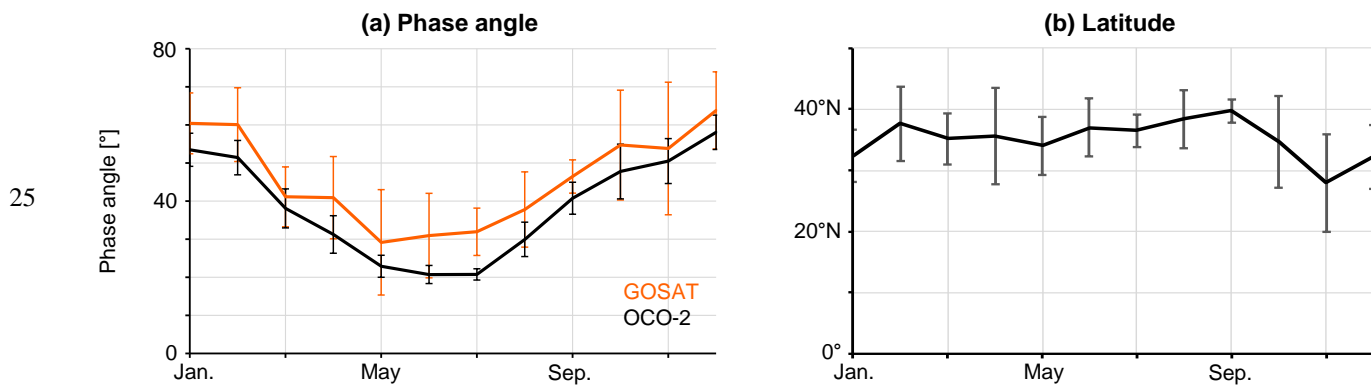 (a) Phase angle
80
40
0
Phase angle [°]
Jan.
May
Sep.
GOSAT
OCO-2
25
(b) Latitude
40°N
20°N
0°
Jan.
May
Sep.